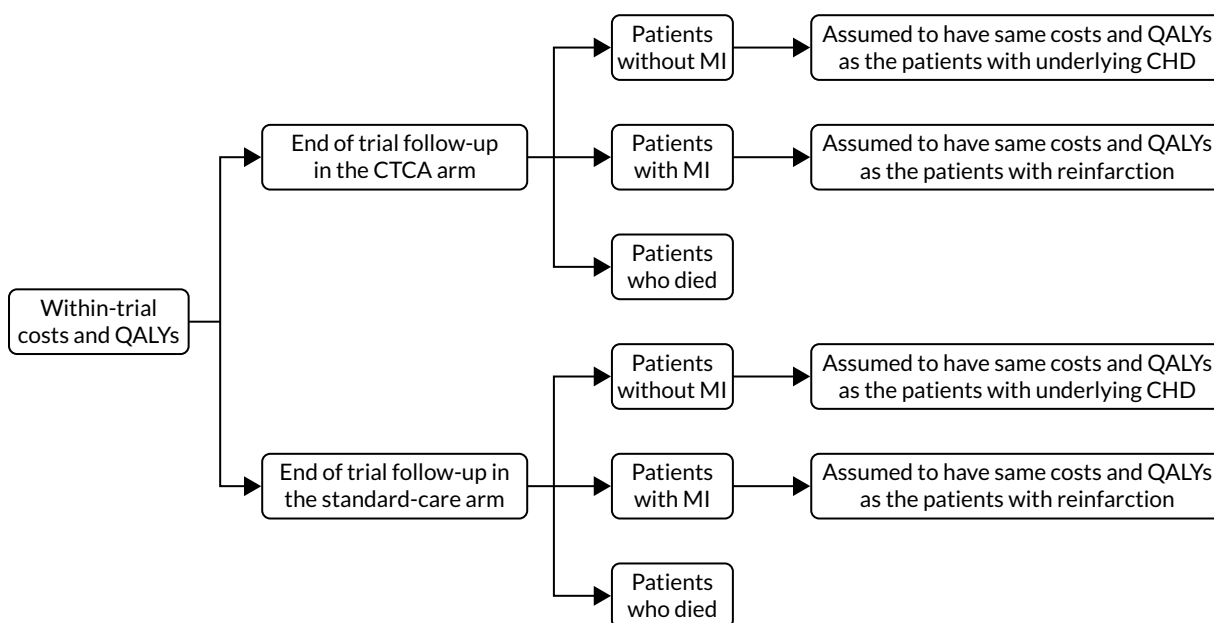 Patients
without MI
Assumed to have same costs and QALYs
as the patients with underlying CHD
End of trial follow-up
in the CTCA arm
Patients
with MI
Assumed to have same costs and QALYs
as the patients with reinfarction
Patients
who died
Within-trial
costs and QALYs
Patients
without MI
Assumed to have same costs and QALYs
as the patients with underlying CHD
End of trial follow-up in
the standard-care arm
Patients
with MI
Assumed to have same costs and QALYs
as the patients with reinfarction
Patients
who died